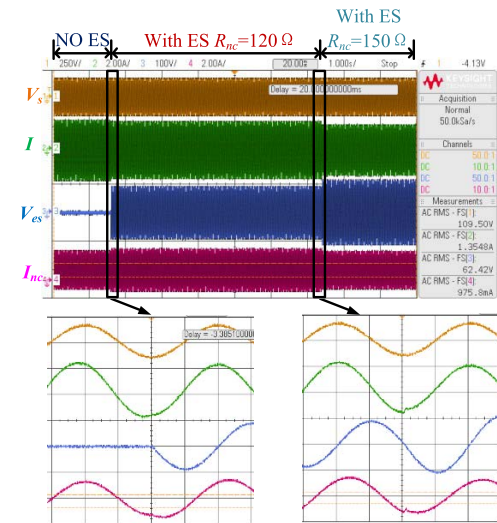 With ES
NO ES With ES Rnc=120 Ω Rnc=150 Ω
1 250V/ 2 2.00A/ 3 100V/ 4 2.00A/ 20.00s 1.000s/ Stop 1 -4.13V
Delay = 20.000000000ms
KEYSIGHT
Vs
Acquisition
Normal
50.0kSa/s
I
Channels
DC 50.0:1
DC 10.0:1
DC 50.0:1
DC 10.0:1
Ves
Measurements
AC RMS - FS(1):
109.50V
AC RMS - FS(2):
1.3548A
AC RMS - FS(3):
62.42V
Inc
AC RMS - FS(4):
975.8mA